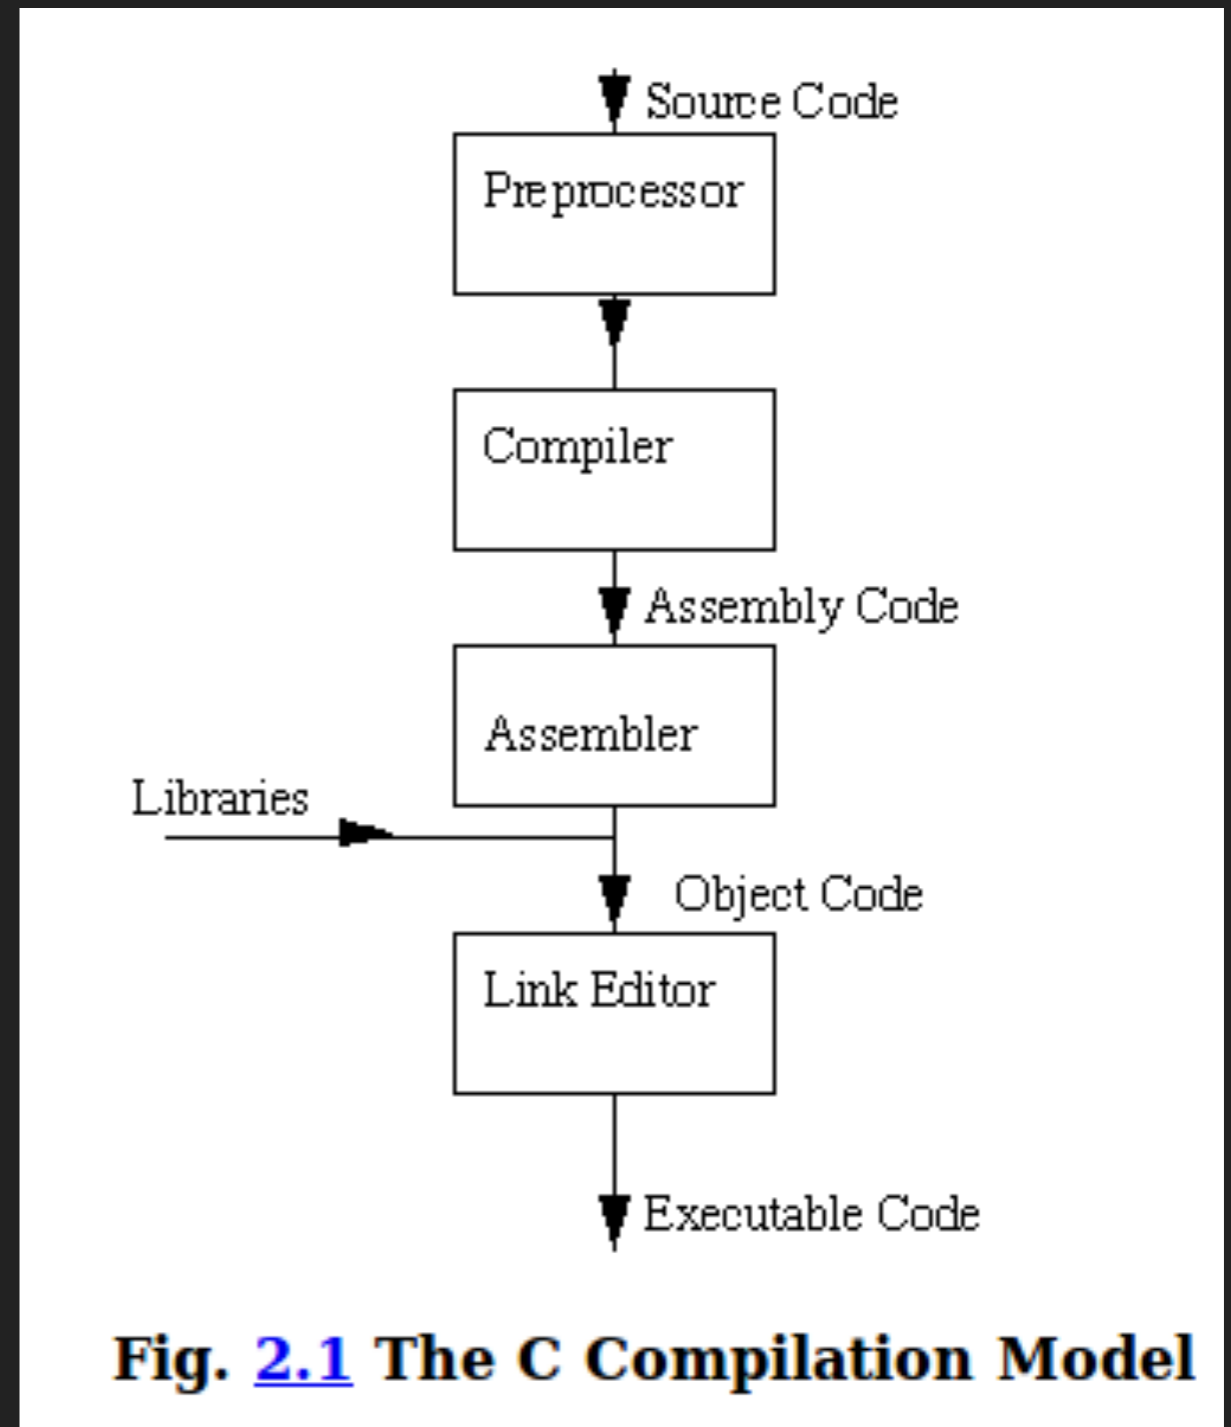 Source Code
Preprocessor
Compiler
Assembly Code
Assembler
Libraries
Object Code
Link Editor
Executable Code
Fig. 2.1 The C Compilation Model